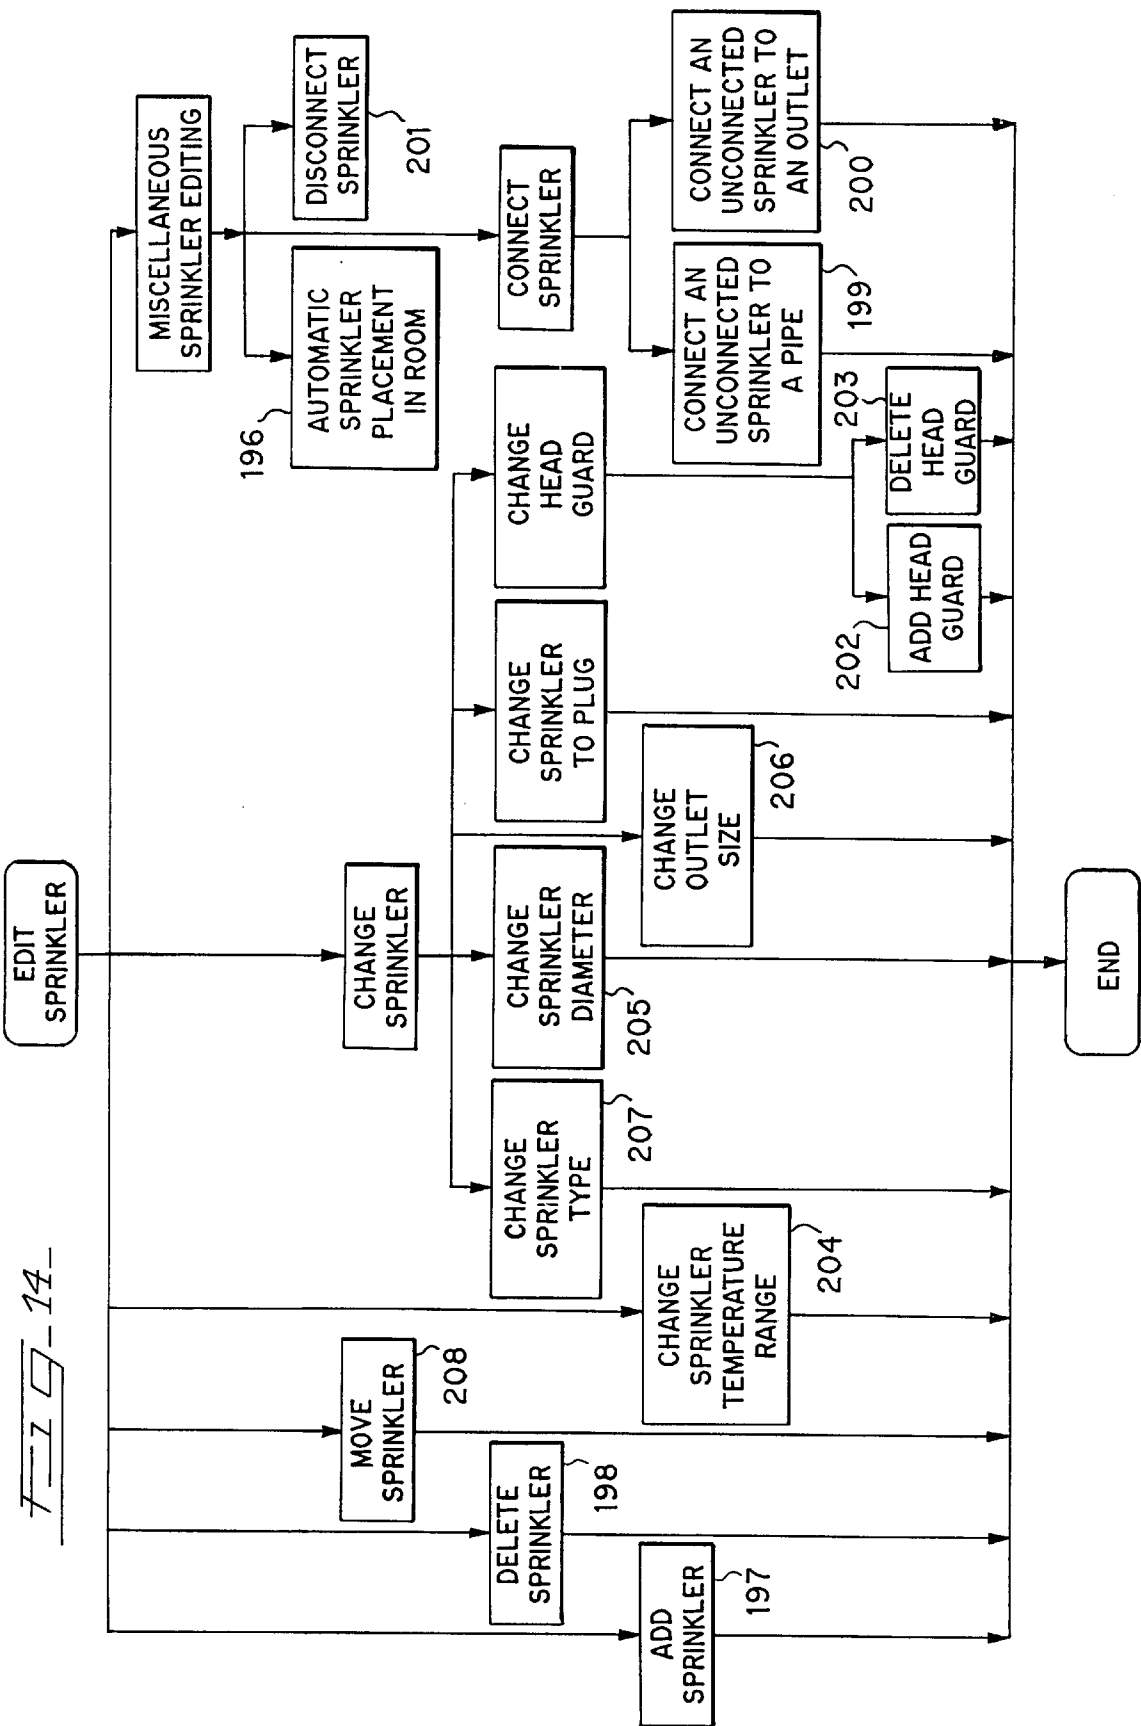 Fig-14-
EDIT
SPRINKLER
MISCELLANEOUS
SPRINKLER EDITING
196
AUTOMATIC
SPRINKLER
PLACEMENT
IN ROOM
DISCONNECT
SPRINKLER
201
MOVE
SPRINKLER
208
CHANGE
SPRINKLER
DELETE
SPRINKLER
198
CHANGE
SPRINKLER
TYPE
207
CHANGE
SPRINKLER
DIAMETER
205
CHANGE
SPRINKLER
TO PLUG
CHANGE
HEAD
GUARD
CONNECT
SPRINKLER
ADD
SPRINKLER
197
CHANGE
SPRINKLER
TEMPERATURE
RANGE
204
CHANGE
OUTLET
SIZE
206
CONNECT AN
UNCONNECTED
SPRINKLER TO
A PIPE
199
CONNECT AN
UNCONNECTED
SPRINKLER TO
AN OUTLET
200
202
ADD HEAD
GUARD
203
DELETE
HEAD
GUARD
END